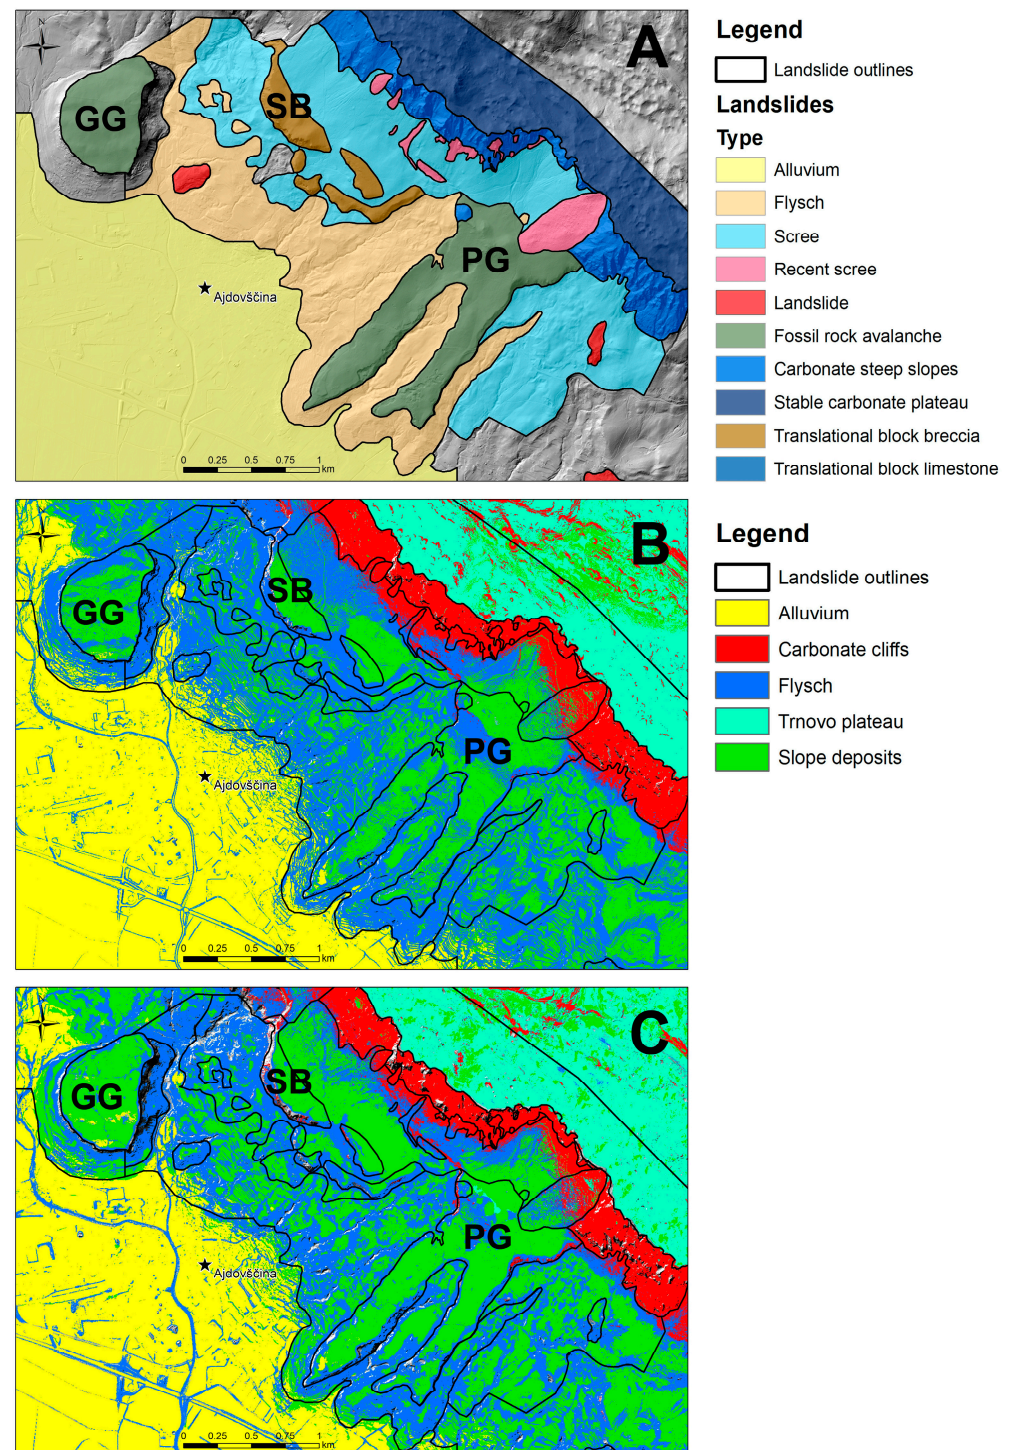 A
N
GG
SB
PG
Ajdovščina
0 0.25 0.5 0.75 1
km
Legend
Landslide outlines
Landslides
Type
Alluvium
Flysch
Scree
Recent scree
Landslide
Fossil rock avalanche
Carbonate steep slopes
Stable carbonate plateau
Translational block breccia
Translational block limestone
B
N
GG
SB
PG
Ajdovščina
0 0.25 0.5 0.75 1
km
Legend
Landslide outlines
Alluvium
Carbonate cliffs
Flysch
Trnovo plateau
Slope deposits
C
N
GG
SB
PG
Ajdovščina
0 0.25 0.5 0.75 1
km